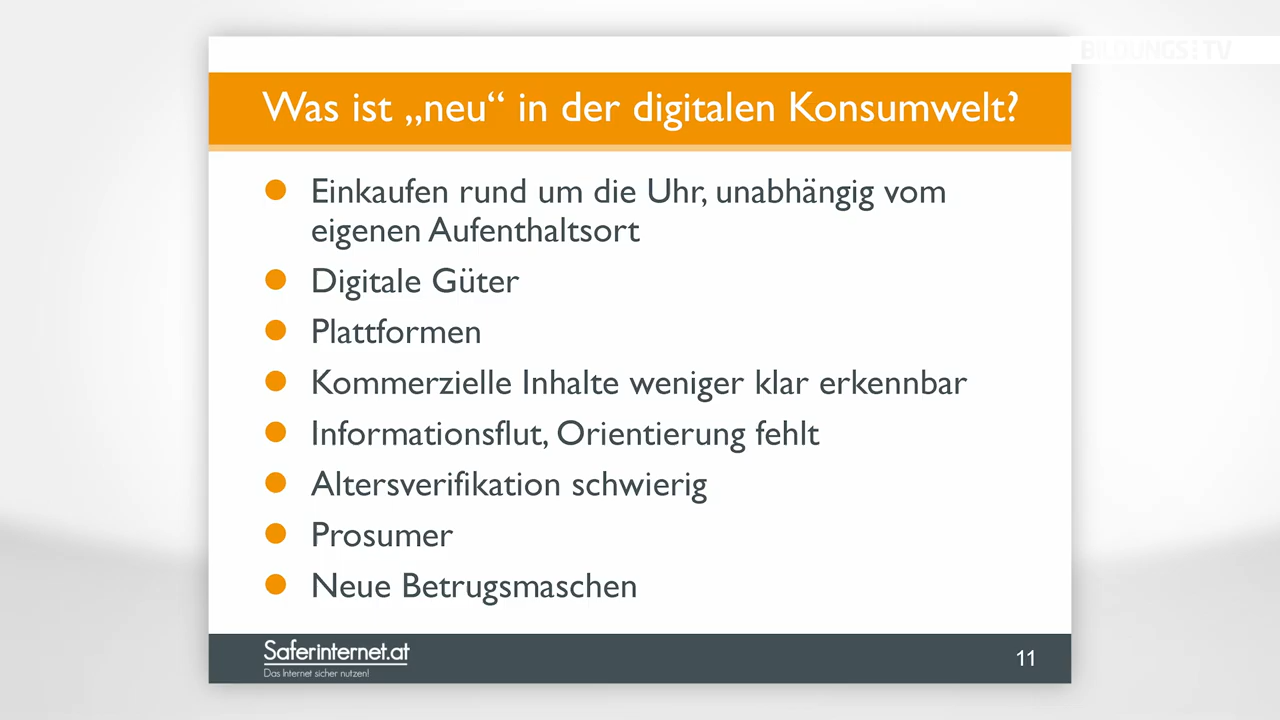 BILDUNGS:TV
Was ist „neu“ in der digitalen Konsumwelt?
Einkaufen rund um die Uhr, unabhängig vom
eigenen Aufenthaltsort
Digitale Güter
Plattformen
Kommerzielle Inhalte weniger klar erkennbar
Informationsflut, Orientierung fehlt
Altersverifikation schwierig
Prosumer
Neue Betrugsmaschen
Saferinternet.at
Das Internet sicher nutzen!
11